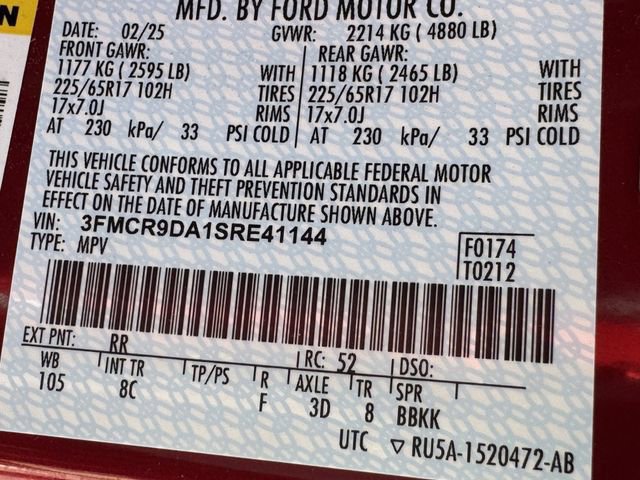 N
MFD. BY FORD MOTOR CO.
DATE: 02/25 GVWR: 2214 KG ( 4880 LB)
FRONT GAWR: REAR GAWR:
1177 KG ( 2595 LB) WITH 1118 KG ( 2465 LB) WITH
225/65R17 102H TIRES 225/65R17 102H TIRES
17x7.0J RIMS 17x7.0J RIMS
AT 230 kPa/ 33 PSI COLD AT 230 kPa/ 33 PSI COLD
THIS VEHICLE CONFORMS TO ALL APPLICABLE FEDERAL MOTOR
VEHICLE SAFETY AND THEFT PREVENTION STANDARDS IN
EFFECT ON THE DATE OF MANUFACTURE SHOWN ABOVE.
VIN: 3FMCR9DA1SRE41144
TYPE: MPV
F0174
T0212
EXT PNT: RR RC: 52 DSO:
WB INT TR TP/PS R AXLE TR SPR
105 8C F 3D 8 BBKK
UTC ▽ RU5A-1520472-AB